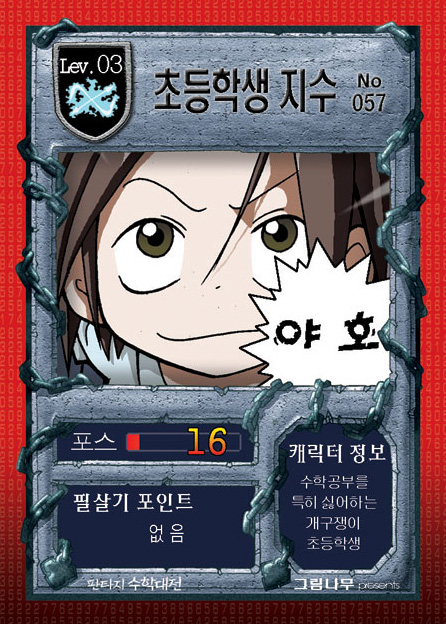 Lev. 03
초등학생 지수
No
057
야 호
포스 16
필살기 포인트
없 음
캐릭터 정보
수학공부를
특히 싫어하는
개구쟁이
초등학생
판타지 수학대전
그림나무 presents